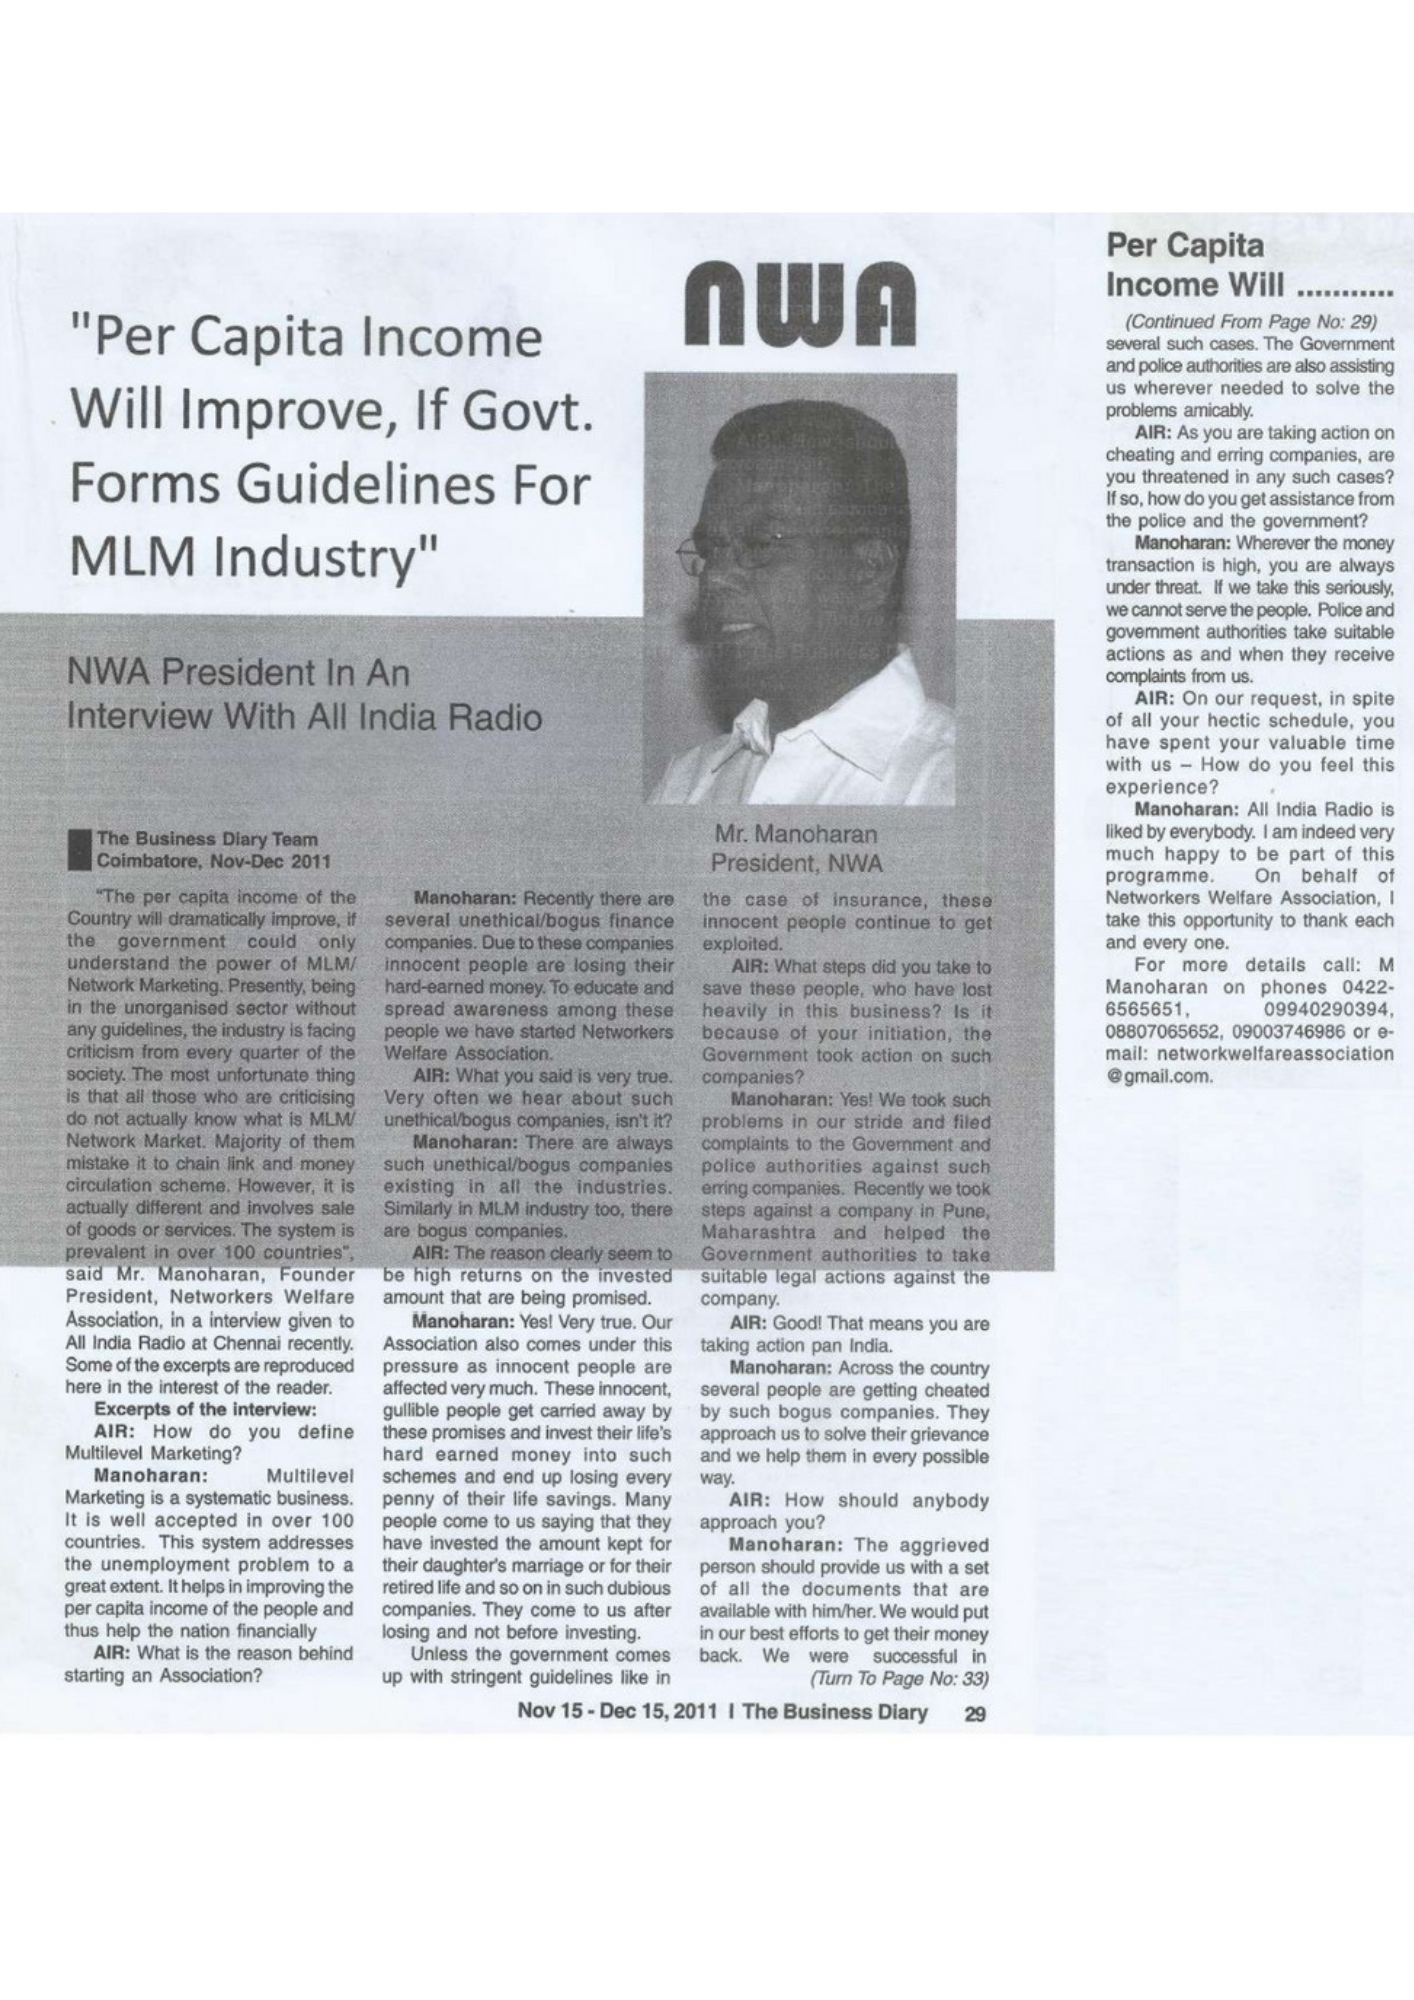 nwa
"Per Capita Income
Will Improve, If Govt.
Forms Guidelines For
MLM Industry"
NWA President In An
Interview With All India Radio
Mr. Manoharan
President, NWA
The Business Diary Team
Coimbatore, Nov-Dec 2011
"The per capita income of the
Country will dramatically improve, if
the government could only
understand the power of MLM/
Network Marketing. Presently, being
in the unorganised sector without
any guidelines, the industry is facing
criticism from every quarter of the
society. The most unfortunate thing
is that all those who are criticising
do not actually know what is MLM/
Network Market. Majority of them
mistake it to chain link and money
circulation scheme. However, it is
actually different and involves sale
of goods or services. The system is
prevalent in over 100 countries",
said Mr. Manoharan, Founder
President, Networkers Welfare
Association, in a interview given to
All India Radio at Chennai recently.
Some of the excerpts are reproduced
here in the interest of the reader.
Excerpts of the interview:
AIR: How do you define
Multilevel Marketing?
Manoharan: Multilevel
Marketing is a systematic business.
It is well accepted in over 100
countries. This system addresses
the unemployment problem to a
great extent. It helps in improving the
per capita income of the people and
thus help the nation financially
AIR: What is the reason behind
starting an Association?
Manoharan: Recently there are
several unethical/bogus finance
companies. Due to these companies
innocent people are losing their
hard-earned money. To educate and
spread awareness among these
people we have started Networkers
Welfare Association.
AIR: What you said is very true.
Very often we hear about such
unethical/bogus companies, isn't it?
Manoharan: There are always
such unethical/bogus companies
existing in all the industries.
Similarly in MLM industry too, there
are bogus companies.
AIR: The reason clearly seem to
be high returns on the invested
amount that are being promised.
Manoharan: Yes! Very true. Our
Association also comes under this
pressure as innocent people are
affected very much. These innocent,
gullible people get carried away by
these promises and invest their life's
hard earned money into such
schemes and end up losing every
penny of their life savings. Many
people come to us saying that they
have invested the amount kept for
their daughter's marriage or for their
retired life and so on in such dubious
companies. They come to us after
losing and not before investing.
Unless the government comes
up with stringent guidelines like in
the case of insurance, these
innocent people continue to get
exploited.
AIR: What steps did you take to
save these people, who have lost
heavily in this business? Is it
because of your initiation, the
Government took action on such
companies?
Manoharan: Yes! We took such
problems in our stride and filed
complaints to the Government and
police authorities against such
erring companies. Recently we took
steps against a company in Pune,
Maharashtra and helped the
Government authorities to take
suitable legal actions against the
company.
AIR: Good! That means you are
taking action pan India.
Manoharan: Across the country
several people are getting cheated
by such bogus companies. They
approach us to solve their grievance
and we help them in every possible
way.
AIR: How should anybody
approach you?
Manoharan: The aggrieved
person should provide us with a set
of all the documents that are
available with him/her. We would put
in our best efforts to get their money
back. We were successful in
(Turn To Page No: 33)
Nov 15 - Dec 15, 2011 I The Business Diary 29
Per Capita
Income Will ...........
(Continued From Page No: 29)
several such cases. The Government
and police authorities are also assisting
us wherever needed to solve the
problems amicably.
AIR: As you are taking action on
cheating and erring companies, are
you threatened in any such cases?
If so, how do you get assistance from
the police and the government?
Manoharan: Wherever the money
transaction is high, you are always
under threat. If we take this seriously,
we cannot serve the people. Police and
government authorities take suitable
actions as and when they receive
complaints from us.
AIR: On our request, in spite
of all your hectic schedule, you
have spent your valuable time
with us – How do you feel this
experience?
Manoharan: All India Radio is
liked by everybody. I am indeed very
much happy to be part of this
programme. On behalf of
Networkers Welfare Association, I
take this opportunity to thank each
and every one.
For more details call: M
Manoharan on phones 0422-
6565651, 09940290394,
08807065652, 09003746986 or e-
mail: networkwelfareassociation
@gmail.com.